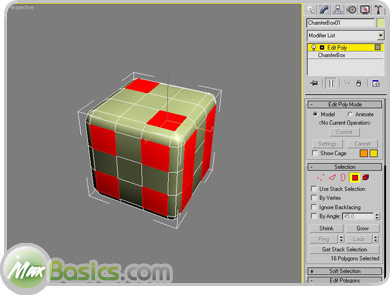 Perspective
ChamferBox01
Modifier List
Edit Poly
ChamferBox
- Edit Poly Mode
Model Animate
<No Current Operation>
Commit
Settings Cancel
Show Cage
- Selection
Use Stack Selection
By Vertex
Ignore Backfacing
By Angle: 45.0
Shrink Grow
Ring Loop
Get Stack Selection
16 Polygons Selected
+ Soft Selection
- Edit Polygons
MaxBasics.com